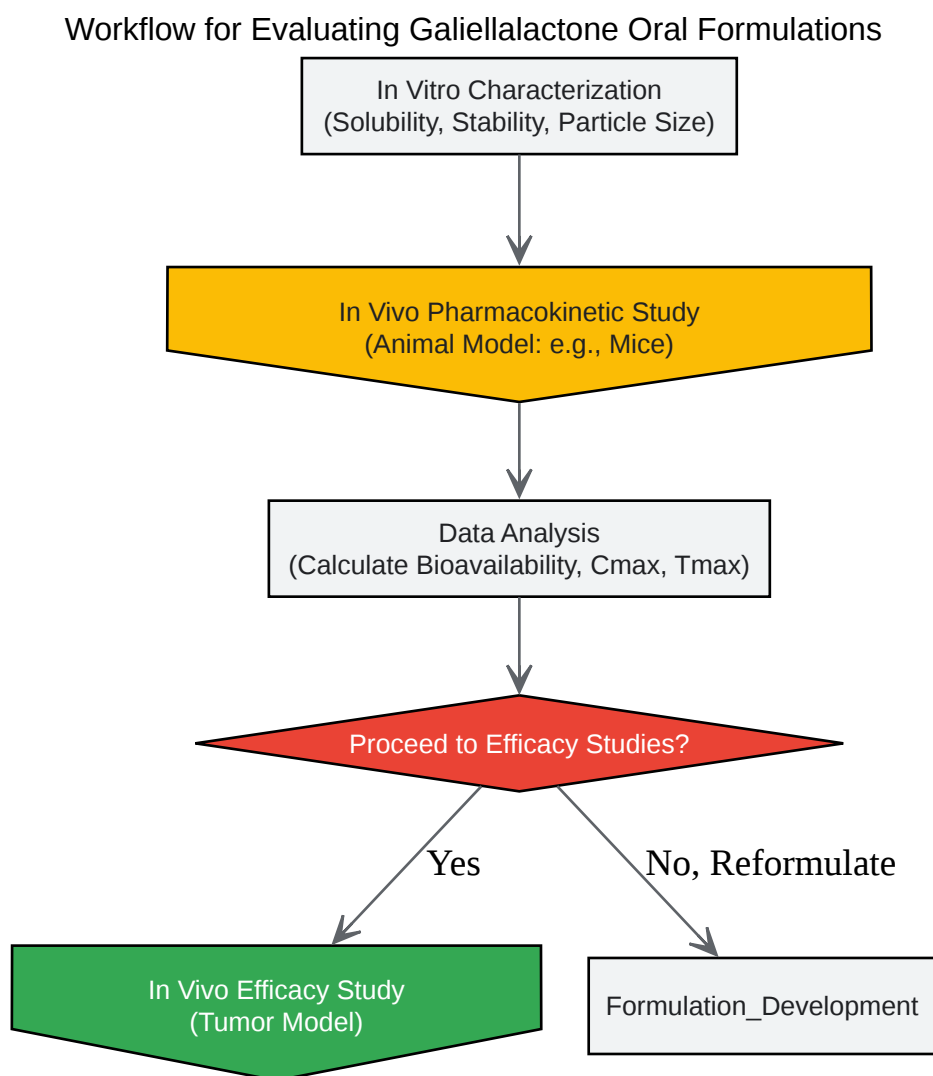 Workflow for Evaluating Galiellalactone Oral Formulations
In Vitro Characterization
(Solubility, Stability, Particle Size)
In Vivo Pharmacokinetic Study
(Animal Model: e.g., Mice)
Data Analysis
(Calculate Bioavailability, Cmax, Tmax)
Proceed to Efficacy Studies?
Yes
No, Reformulate
In Vivo Efficacy Study
(Tumor Model)
Formulation_Development